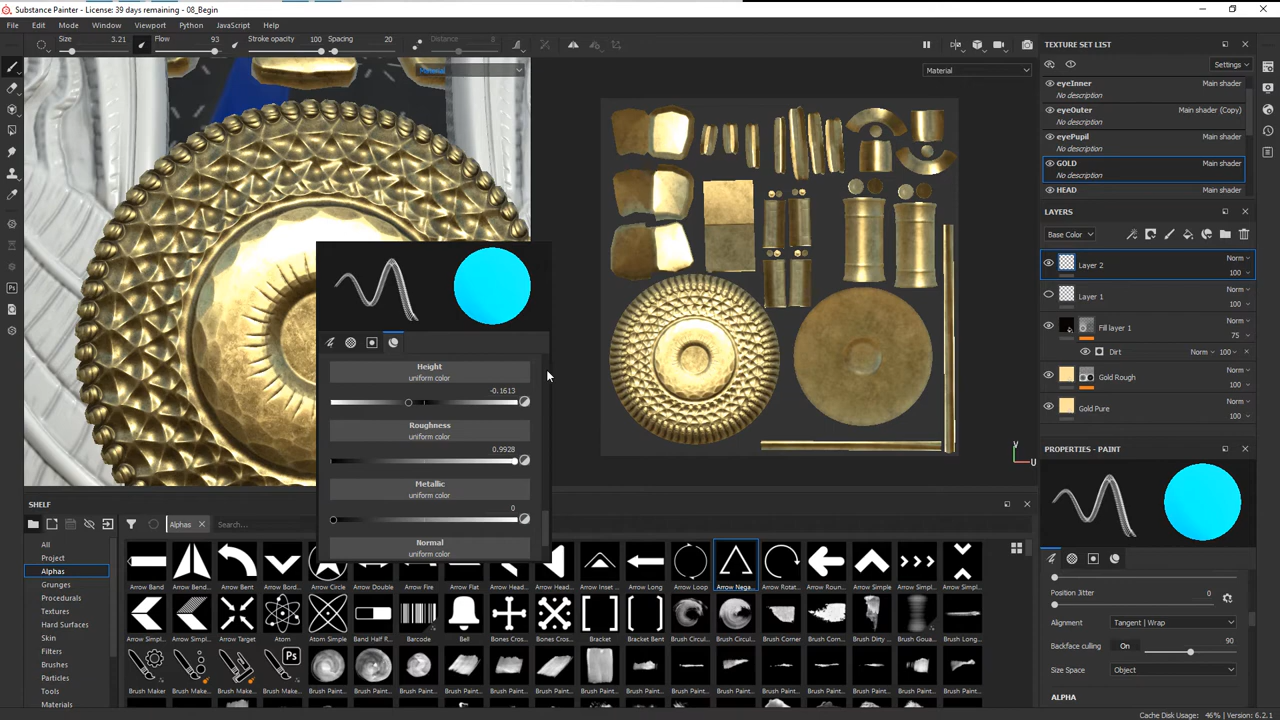 Substance Painter - License: 39 days remaining - 08_Begin
File Edit Mode Window Viewport Python JavaScript Help
Size 3.21 Flow 93 Stroke opacity 100 Spacing 20 Distance 8
Material
Material
TEXTURE SET LIST
Settings
eyeInner Main shader
No description
eyeOuter Main shader (Copy)
No description
eyePupil Main shader
No description
GOLD Main shader
No description
HEAD Main shader
LAYERS
Base Color
Layer 2 Norm
100
Layer 1 Norm
100
Fill layer 1 Norm
75
Dirt Norm 100
Gold Rough Norm
100
Gold Pure Norm
100
Height
uniform color
-0.1613
Roughness
uniform color
0.9928
Metallic
uniform color
0
Normal
uniform color
V
U
PROPERTIES - PAINT
Position Jitter 0
Alignment Tangent | Wrap
Backface culling On 90
Size Space Object
ALPHA
SHELF
Alphas Search...
All
Project
Alphas
Grunges
Procedurals
Textures
Hard Surfaces
Skin
Filters
Brushes
Particles
Tools
Materials
Arrow Band Arrow Bend... Arrow Bent Arrow Bord... Arrow Circle Arrow Double Arrow Fire Arrow Flat Arrow Head... Arrow Head... Arrow Inset ... Arrow Long Arrow Loop Arrow Nega... Arrow Rotat... Arrow Roun... Arrow Simple Arrow Simpl...
Arrow Simpl... Arrow Simpl... Arrow Target Atom Atom Simple Band Half R... Barcode Bell Bones Cros... Bones Cros... Bracket Bracket Bent Brush Circul... Brush Circul... Brush Corner Brush Corn... Brush Dirty ... Brush Goua... Brush Long...
Ps
Brush Maker Brush Make... Brush Make... Brush Make... Brush Paint... Brush Paint... Brush Paint... Brush Paint... Brush Paint... Brush Paint... Brush Paint... Brush Paint... Brush Paint... Brush Paint... Brush Paint... Brush Paint... Brush Paint... Brush Paint... Brush Paint...
Cache Disk Usage: 46% | Version: 6.2.1